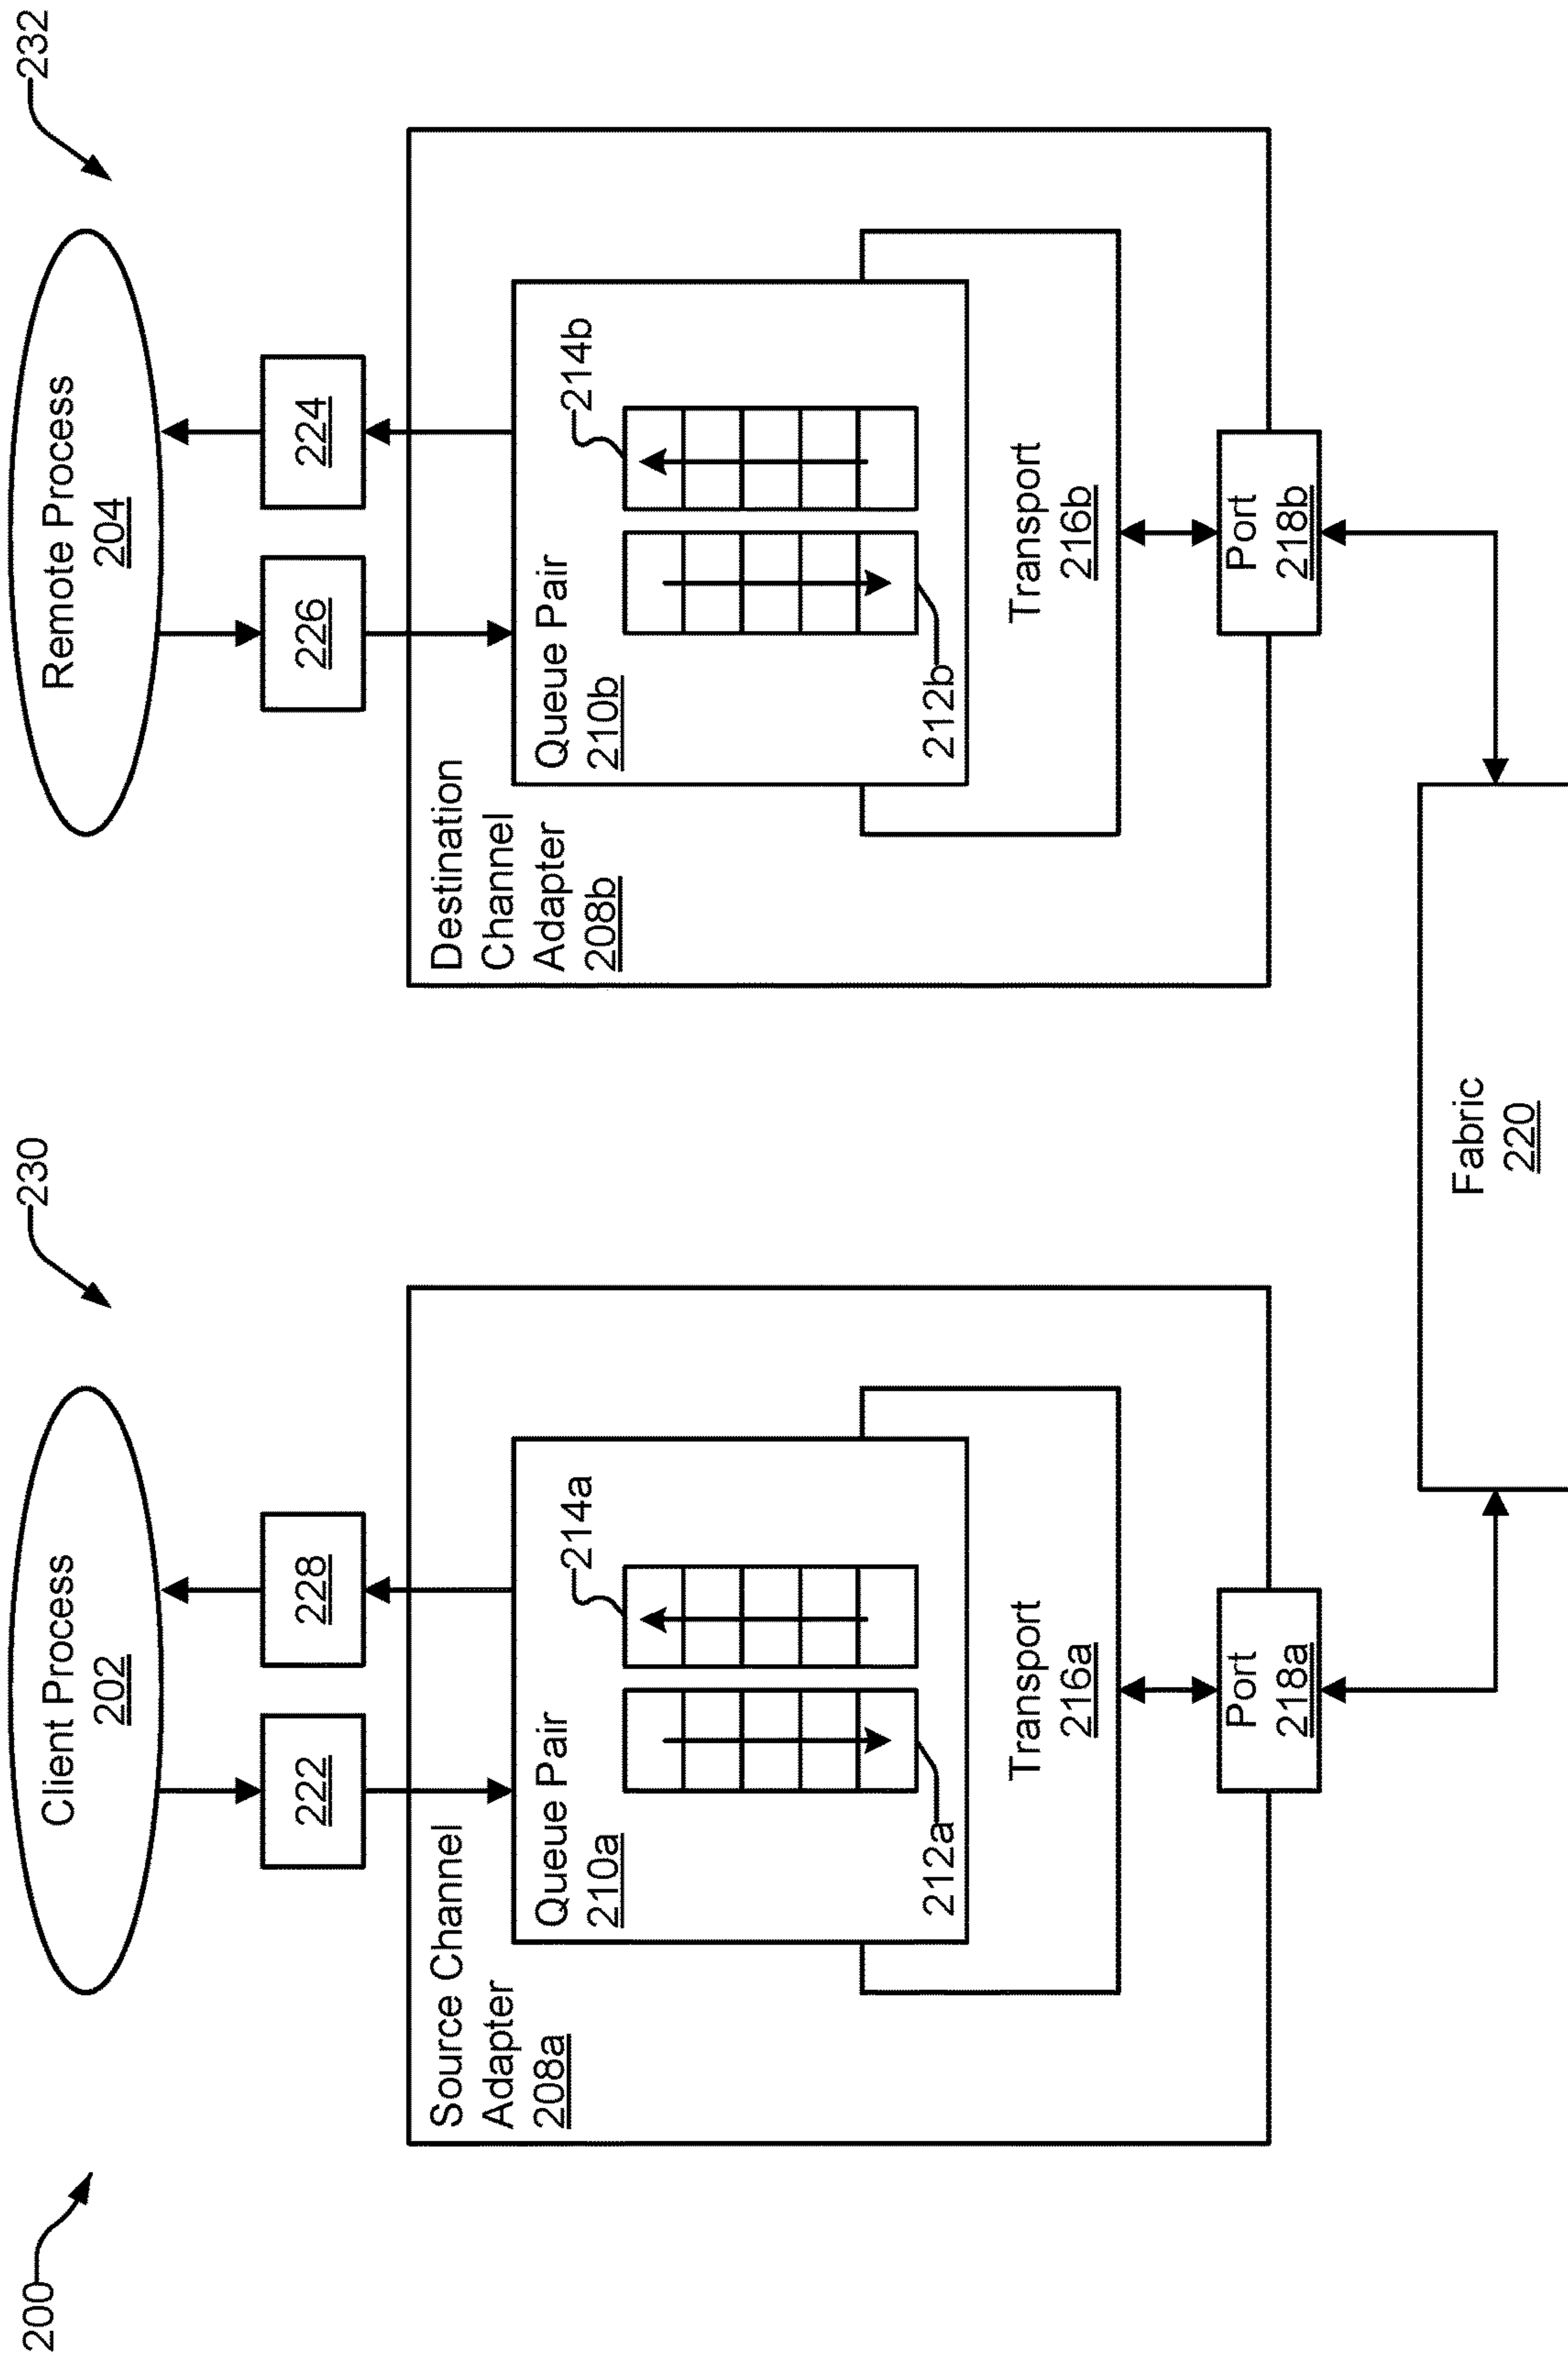 200
230
232
Client Process
202
Remote Process
204
222
228
226
224
Source Channel
Adapter
208a
Destination
Channel
Adapter
208b
Queue Pair
210a
214a
212a
Queue Pair
210b
214b
212b
Transport
216a
Transport
216b
Port
218a
Port
218b
Fabric
220